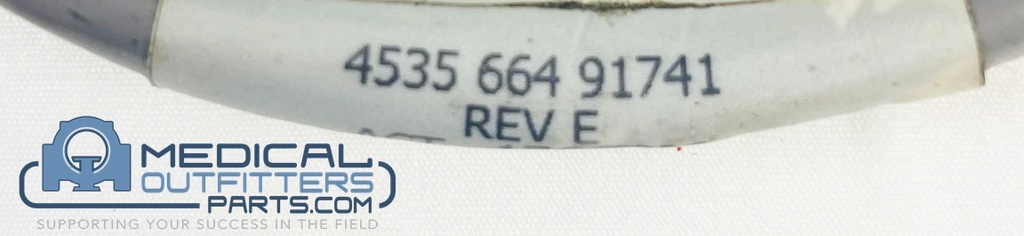 4535 664 91741
REV E
MEDICAL
OUTFITTERS
PARTS.COM
SUPPORTING YOUR SUCCESS IN THE FIELD